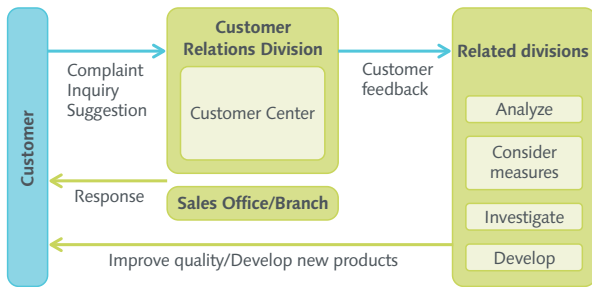 Customer
Complaint
Inquiry
Suggestion
Response
Customer
Relations Division
Customer Center
Sales Office/Branch
Customer
feedback
Related divisions
Analyze
Consider
measures
Investigate
Develop
Improve quality/Develop new products